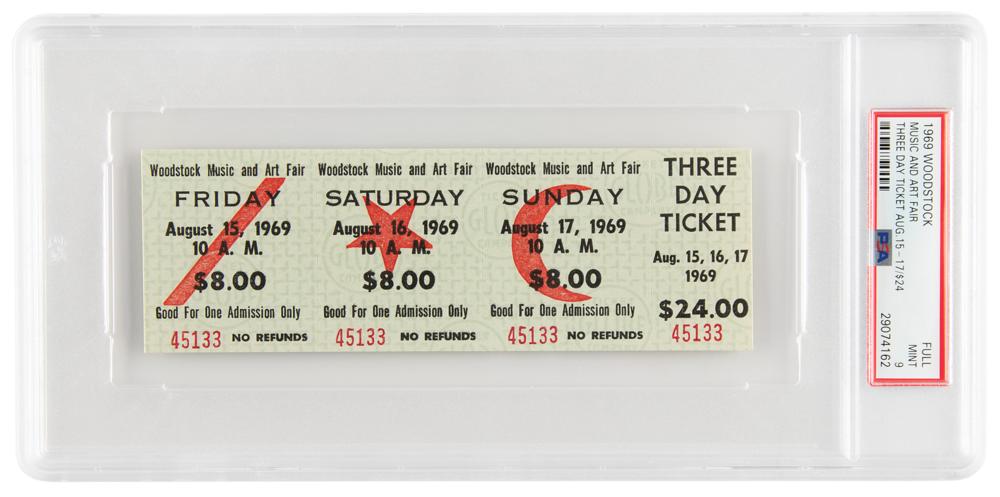 Woodstock Music and Art Fair
FRIDAY
August 15, 1969
10 A. M.
$8.00
Good For One Admission Only
45133 NO REFUNDS
Woodstock Music and Art Fair
SATURDAY
August 16, 1969
10 A. M.
$8.00
Good For One Admission Only
45133 NO REFUNDS
Woodstock Music and Art Fair
SUNDAY
August 17, 1969
10 A. M.
$8.00
Good For One Admission Only
45133 NO REFUNDS
THREE
DAY
TICKET
Aug. 15, 16, 17
1969
$24.00
45133
1969 WOODSTOCK
MUSIC AND ART FAIR
THREE DAY TICKET AUG.15 - 17/$24
PSA
FULL
MINT
9
29074162